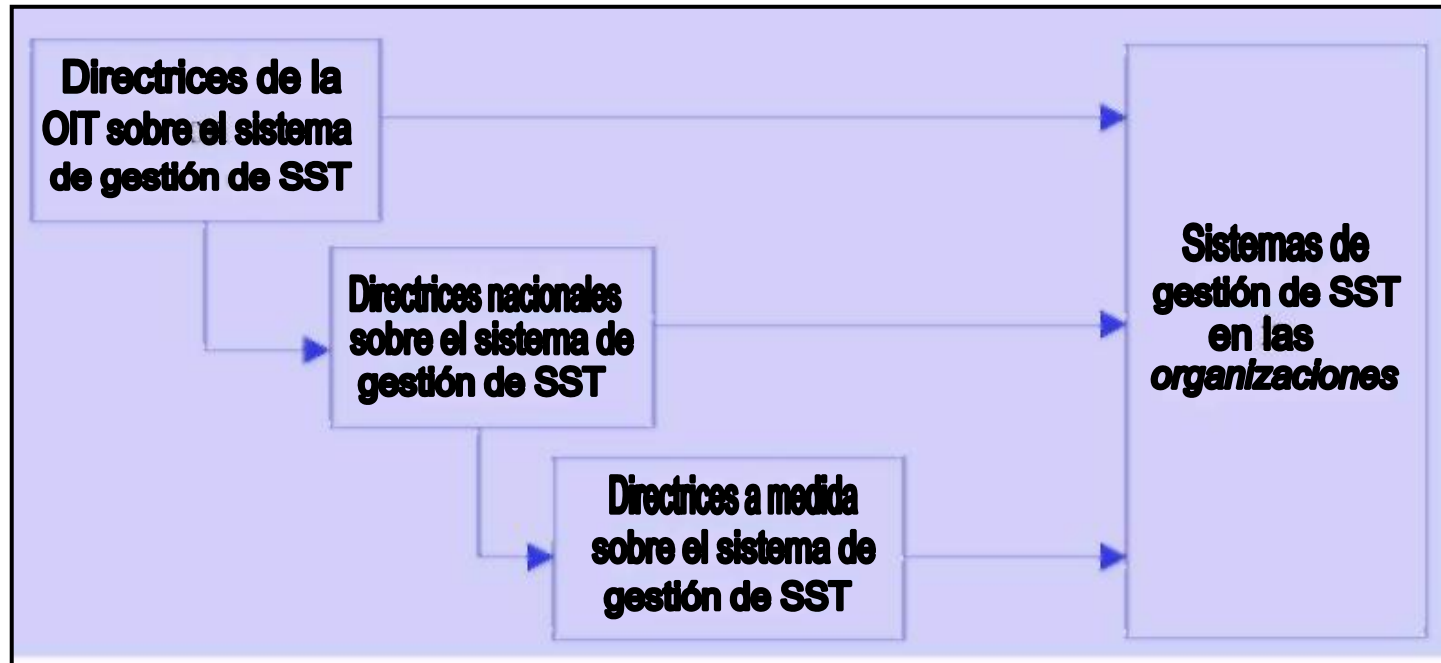 Directrices de la
OIT sobre el sistema
de gestión de SST
Directrices nacionales
sobre el sistema de
gestión de SST
Directrices a medida
sobre el sistema de
gestión de SST
Sistemas de
gestión de SST
en las
organizaciones